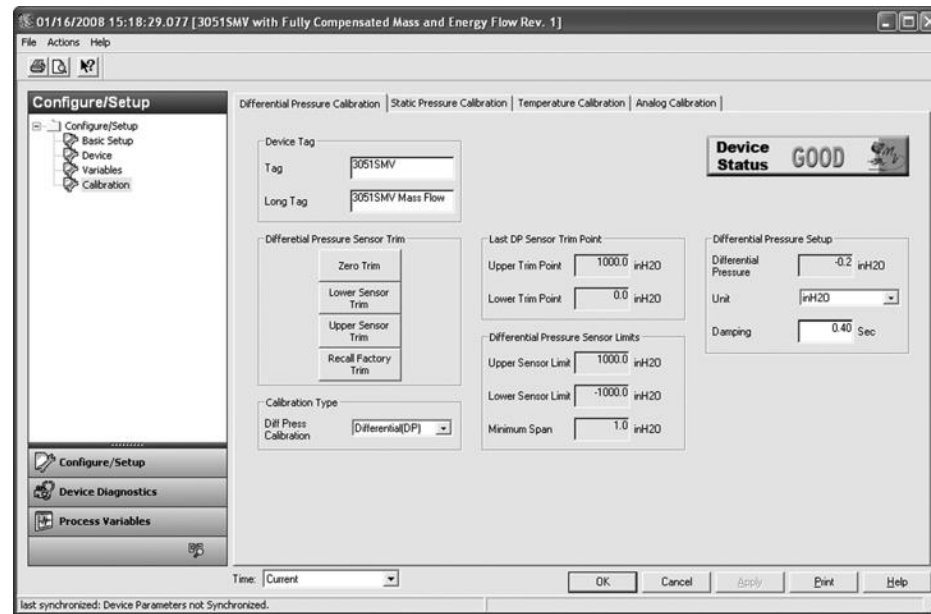 01/16/2008 15:18:29.077 [3051SMV with Fully Compensated Mass and Energy Flow Rev. 1]
File Actions Help
Configure/Setup
Configure/Setup
Basic Setup
Device
Variables
Calibration
Configure/Setup
Device Diagnostics
Process Variables
Differential Pressure Calibration Static Pressure Calibration Temperature Calibration Analog Calibration
Device Tag
Tag 3051SMV
Long Tag 3051SMV Mass Flow
Device Status GOOD
Differetial Pressure Sensor Trim
Zero Trim
Lower Sensor
Trim
Upper Sensor
Trim
Recall Factory
Trim
Calibration Type
Diff Press
Calibration
Differential(DP)
Last DP Sensor Trim Point
Upper Trim Point 1000.0 inH2O
Lower Trim Point 0.0 inH2O
Differential Pressure Sensor Limits
Upper Sensor Limit 1000.0 inH2O
Lower Sensor Limit -1000.0 inH2O
Minimum Span 1.0 inH2O
Differential Pressure Setup
Differential
Pressure
-0.2 inH2O
Unit inH2O
Damping 0.40 Sec
Time: Current
OK Cancel Apply Print Help
last synchronized: Device Parameters not Synchronized.